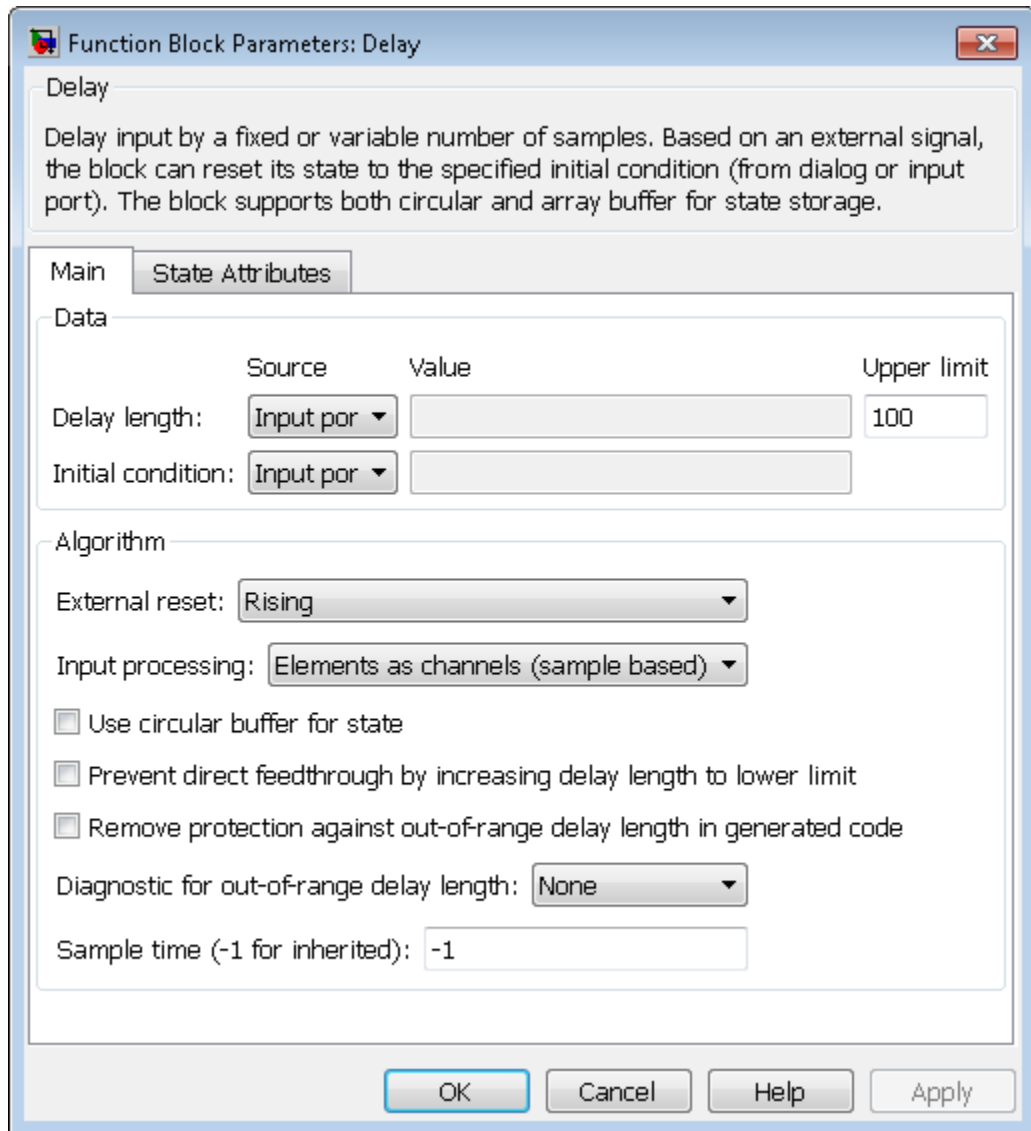 Function Block Parameters: Delay
Delay
Delay input by a fixed or variable number of samples. Based on an external signal,
the block can reset its state to the specified initial condition (from dialog or input
port). The block supports both circular and array buffer for state storage.
Main State Attributes
Data
Source Value Upper limit
Delay length: Input por 100
Initial condition: Input por
Algorithm
External reset: Rising
Input processing: Elements as channels (sample based)
Use circular buffer for state
Prevent direct feedthrough by increasing delay length to lower limit
Remove protection against out-of-range delay length in generated code
Diagnostic for out-of-range delay length: None
Sample time (-1 for inherited): -1
OK Cancel Help Apply